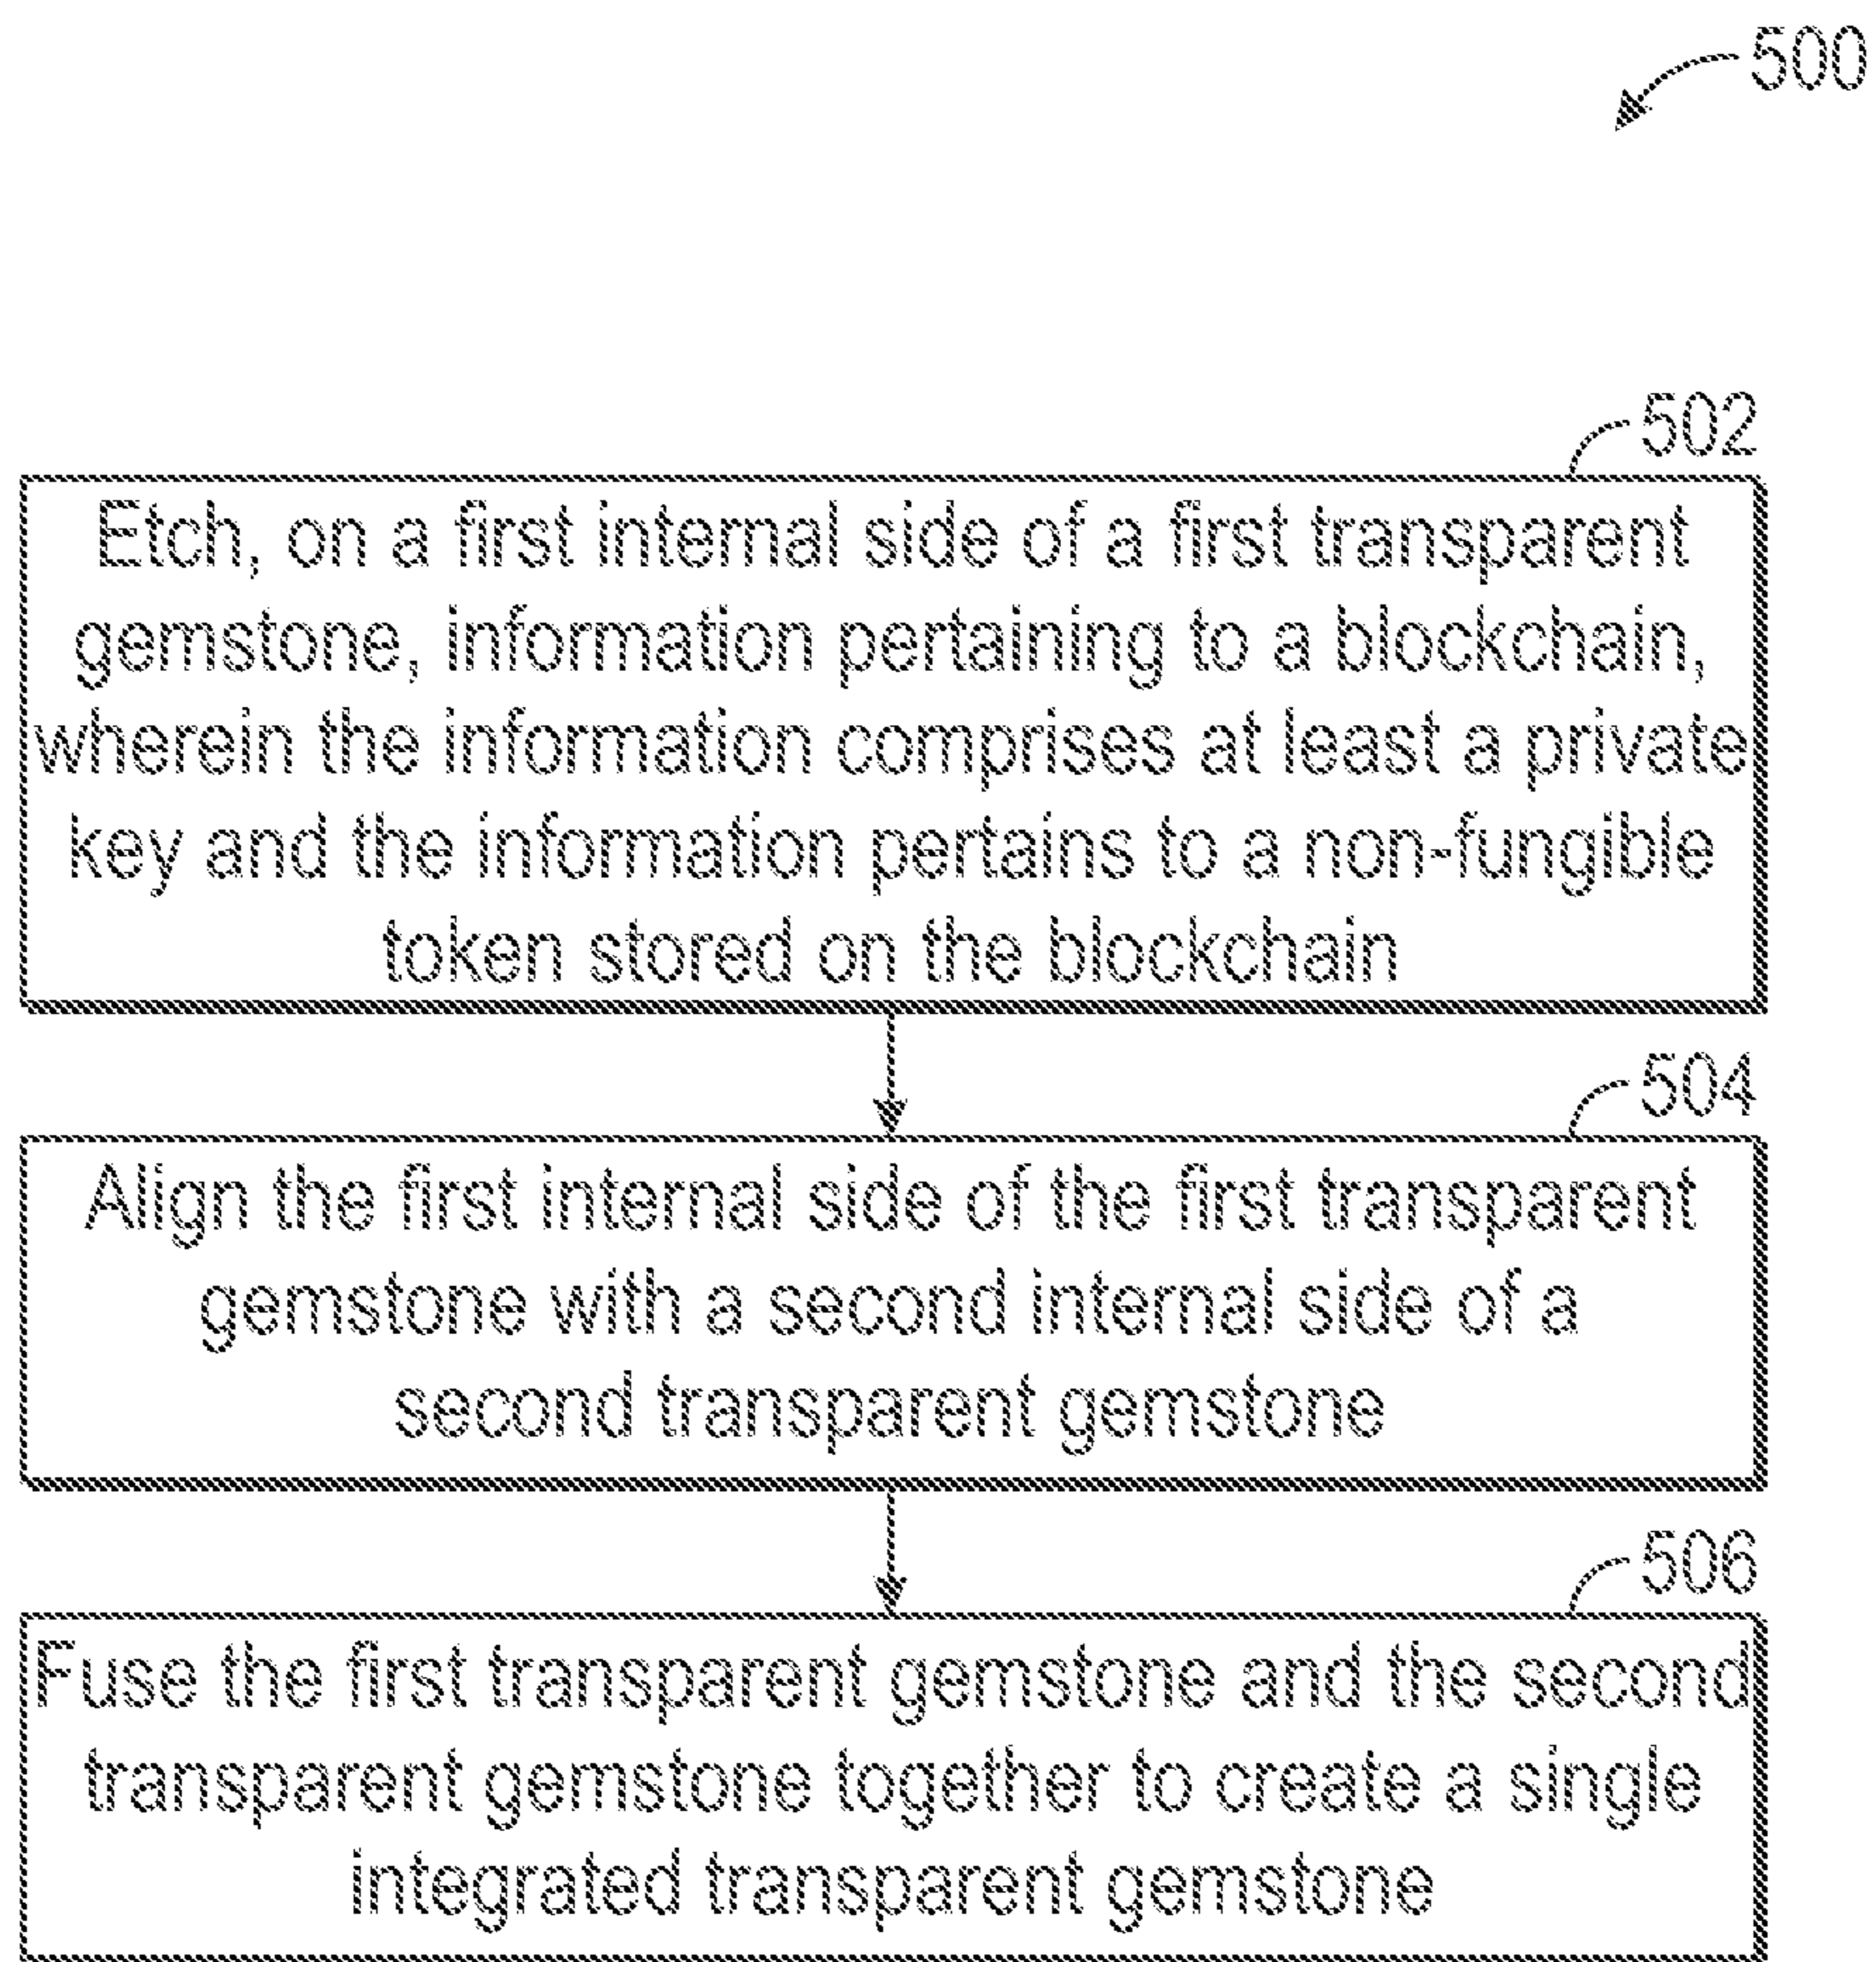 500
502
Etch, on a first internal side of a first transparent
gemstone, information pertaining to a blockchain,
wherein the information comprises at least a private
key and the information pertains to a non-fungible
token stored on the blockchain
504
Align the first internal side of the first transparent
gemstone with a second internal side of a
second transparent gemstone
506
Fuse the first transparent gemstone and the second
transparent gemstone together to create a single
integrated transparent gemstone